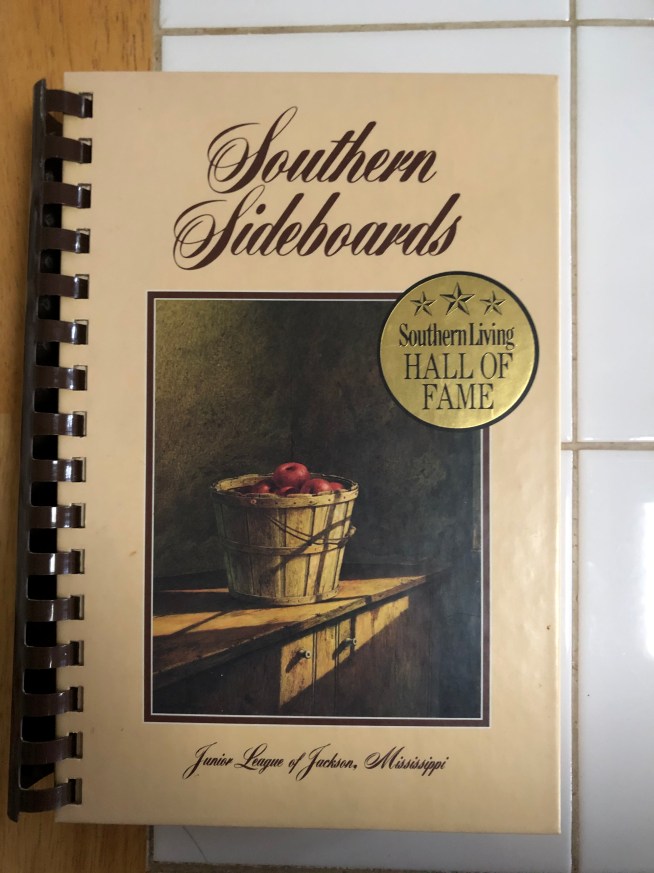 Southern
Sideboards
Southern Living
HALL OF
FAME
Junior League of Jackson, Mississippi